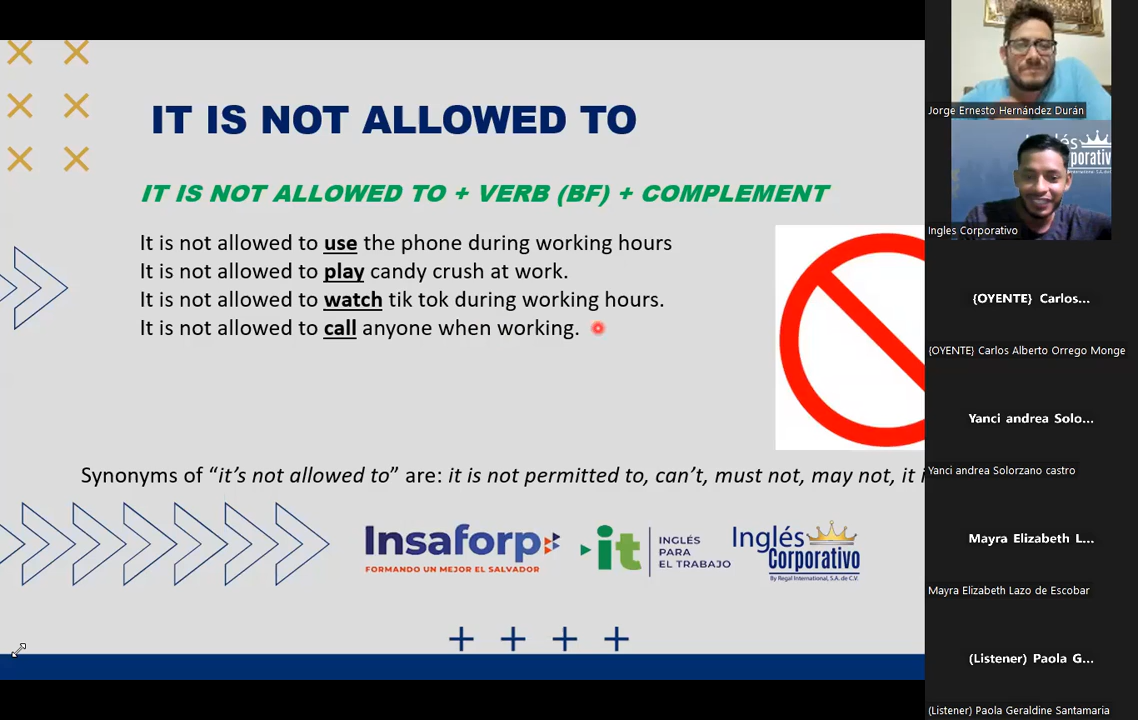 IT IS NOT ALLOWED TO
IT IS NOT ALLOWED TO + VERB (BF) + COMPLEMENT
It is not allowed to use the phone during working hours
It is not allowed to play candy crush at work.
It is not allowed to watch tik tok during working hours.
It is not allowed to call anyone when working.
Synonyms of “it’s not allowed to” are: it is not permitted to, can’t, must not, may not, it i
Insaforp
FORMANDO UN MEJOR EL SALVADOR
it
INGLÉS
PARA
EL TRABAJO
Inglés
Corporativo
By Regal International, S.A. de C.V.
Jorge Ernesto Hernández Durán
Ingles Corporativo
{OYENTE} Carlos...
{OYENTE} Carlos Alberto Orrego Monge
Yanci andrea Solo...
Yanci andrea Solorzano castro
Mayra Elizabeth L...
Mayra Elizabeth Lazo de Escobar
(Listener) Paola G...
(Listener) Paola Geraldine Santamaria